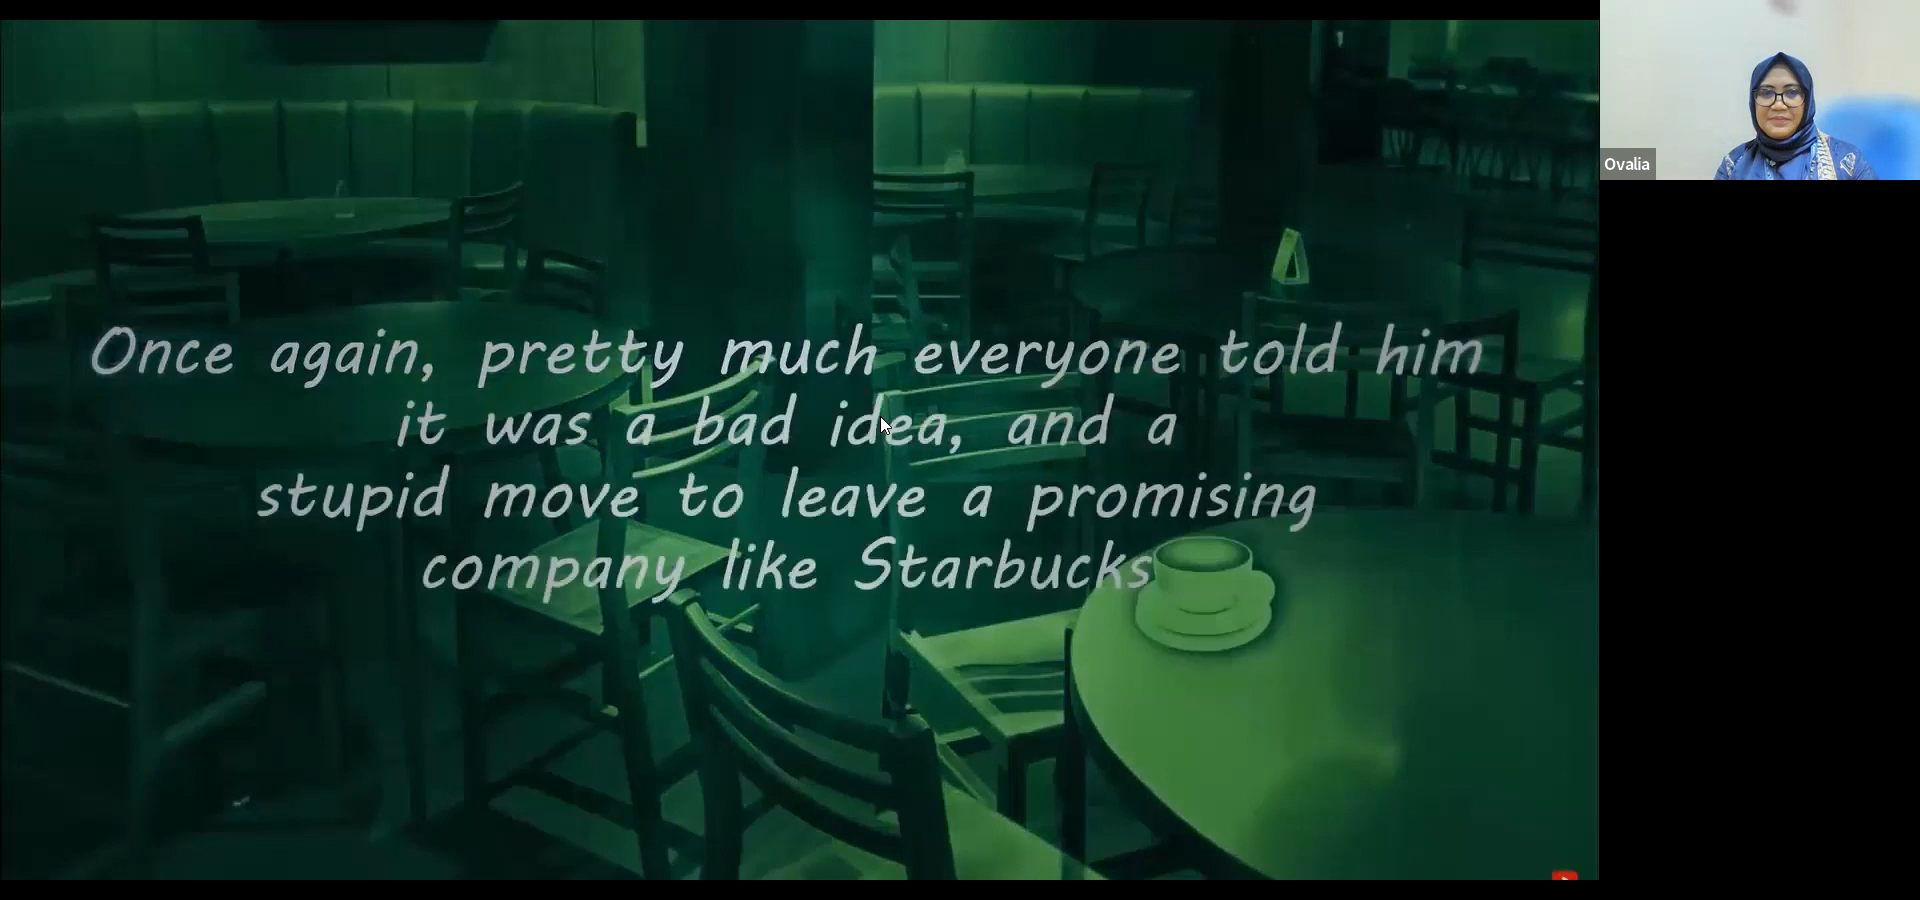 Once again, pretty much everyone told him
it was a bad idea, and a
stupid move to leave a promising
company like Starbucks
Ovalia